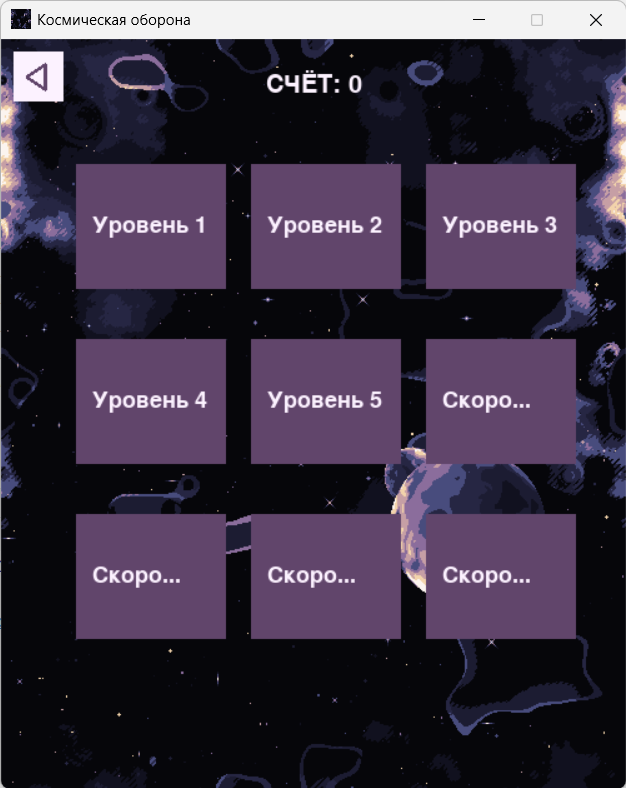 Космическая оборона
СЧЁТ: 0
Уровень 1
Уровень 2
Уровень 3
Уровень 4
Уровень 5
Скоро...
Скоро...
Скоро...
Скоро...